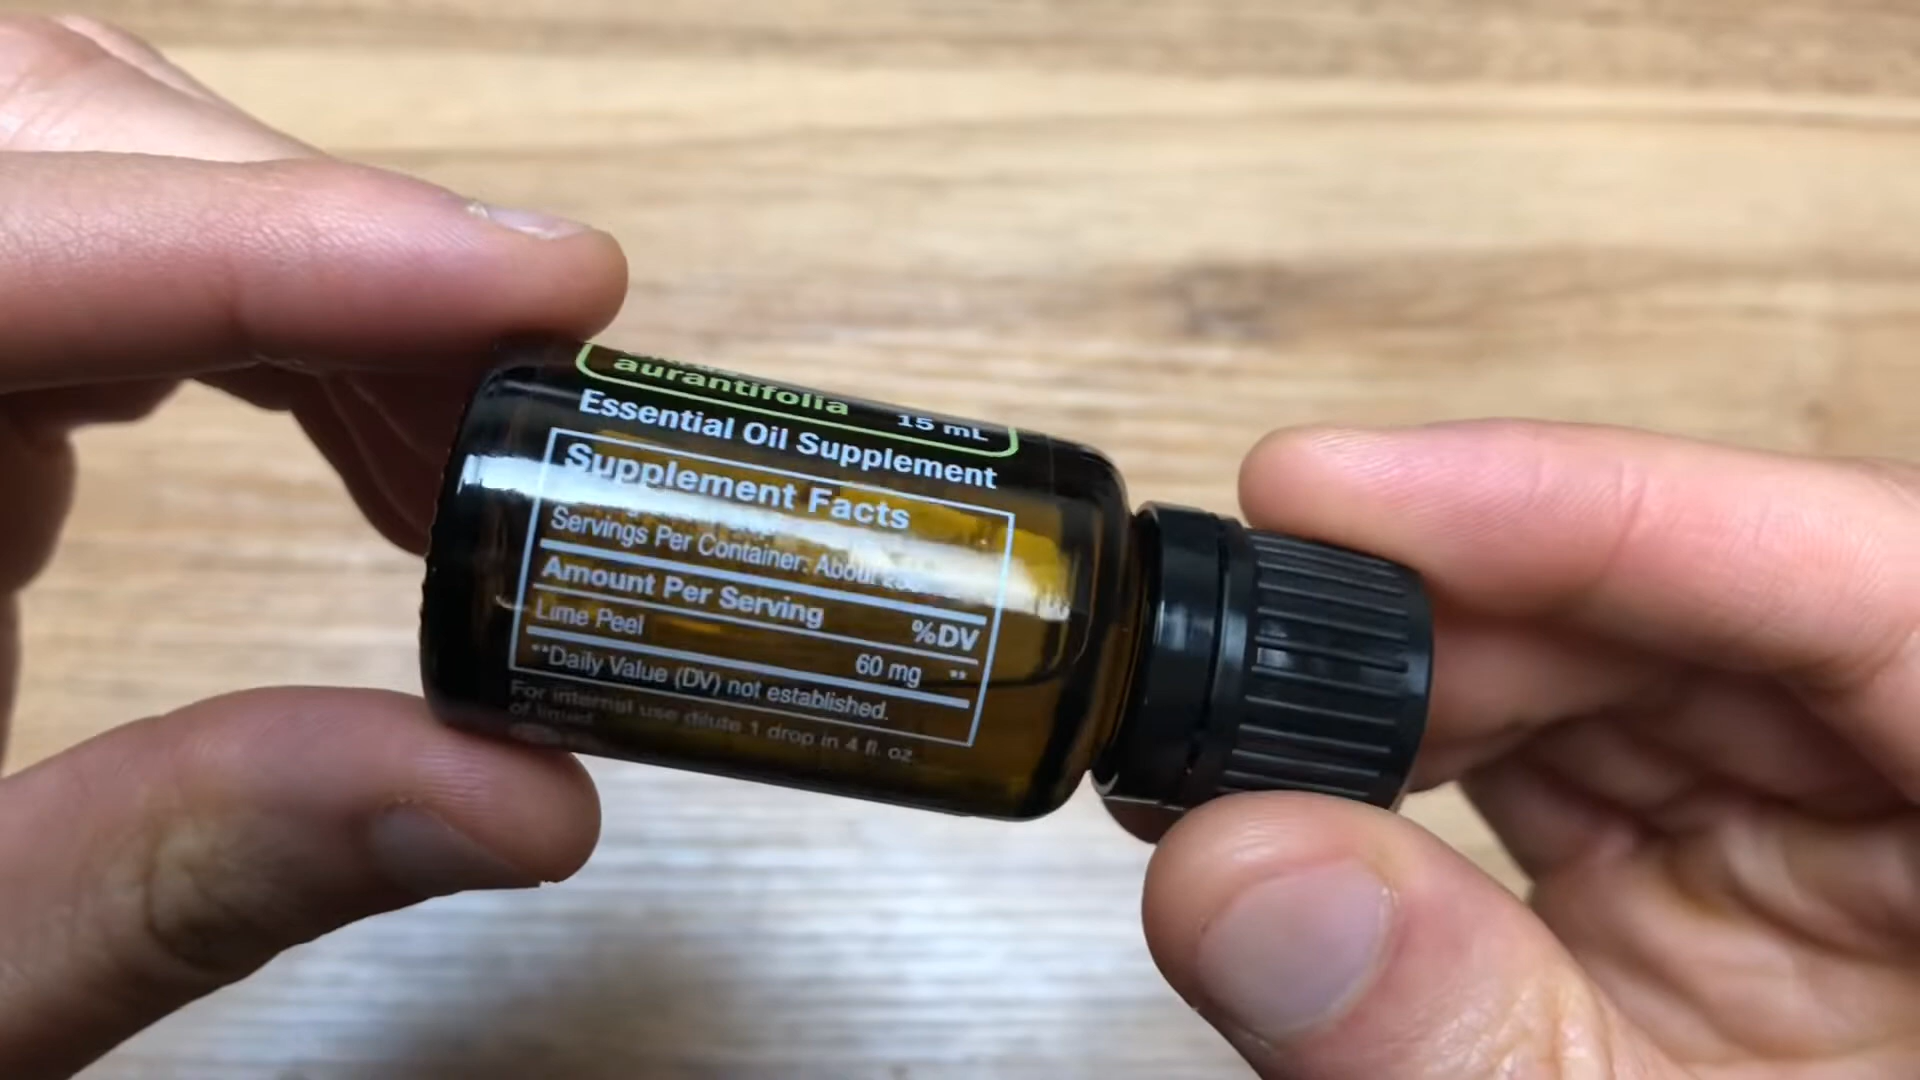 aurantifolia
15 mL
Essential Oil Supplement
Supplement Facts
Servings Per Container: About
Amount Per Serving
%DV
Lime Peel
60 mg **
**Daily Value (DV) not established.
For internal use dilute 1 drop in 4 fl. oz.
of liquid.